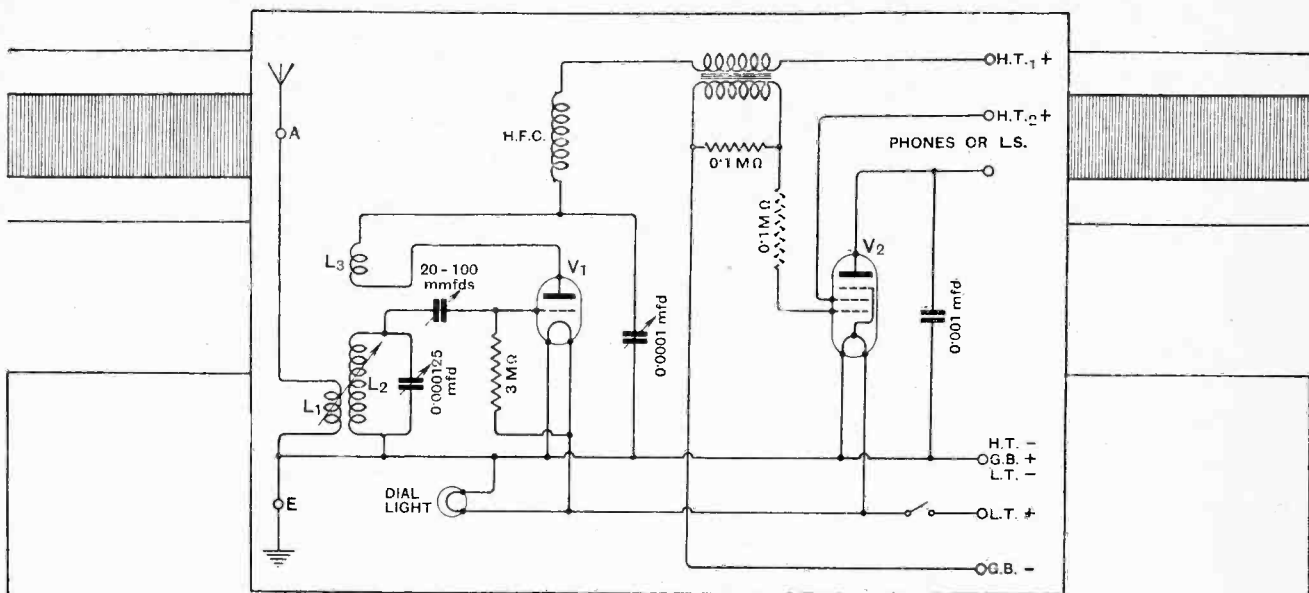 H.T.₁ +
A
H.T.₂ +
H.F.C.
PHONES OR L.S.
0·1 MΩ
0·1 MΩ
V₂
L₃
20 - 100
mmfds
V₁
0·0001 mfd
0·001 mfd
L₁
L₂
0·000125
mfd
3 MΩ
H.T. -
G.B. +
L.T. -
DIAL
LIGHT
E
L.T. +
G.B. -